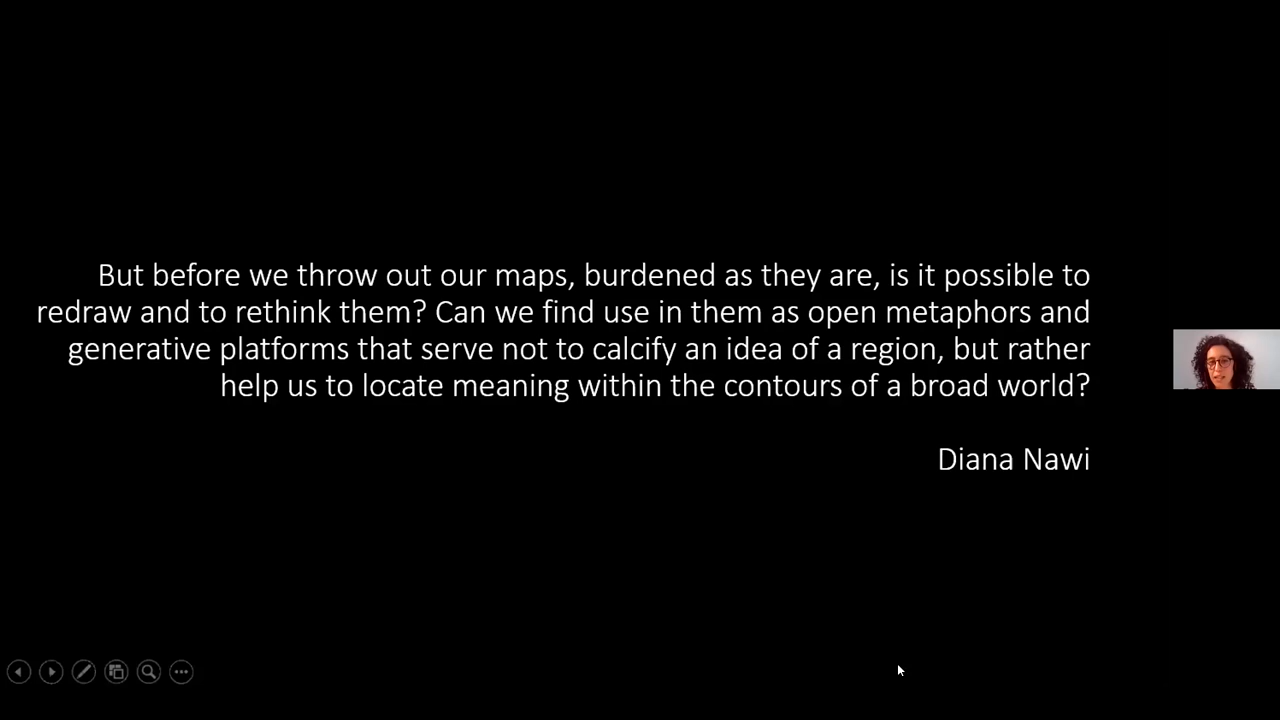 But before we throw out our maps, burdened as they are, is it possible to
redraw and to rethink them? Can we find use in them as open metaphors and
generative platforms that serve not to calcify an idea of a region, but rather
help us to locate meaning within the contours of a broad world?
Diana Nawi